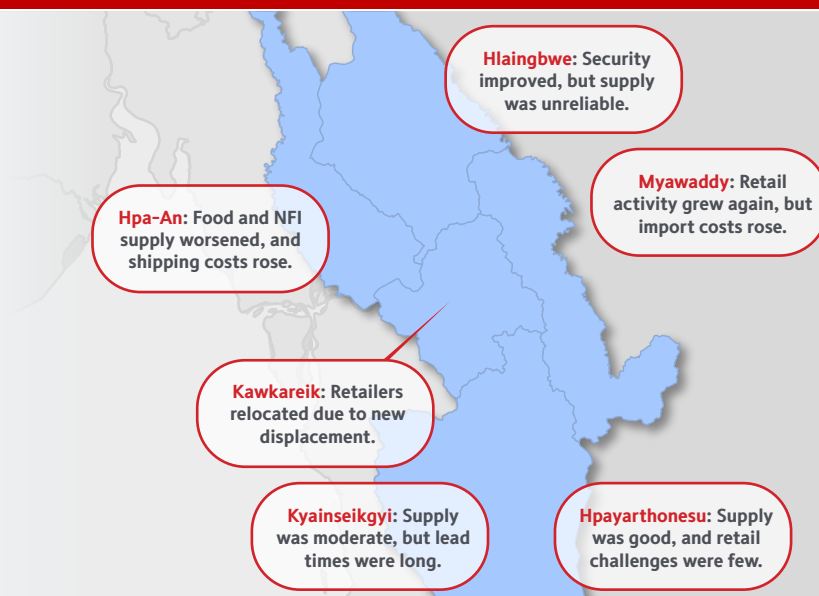 Hlaingbwe: Security
improved, but supply
was unreliable.
Myawaddy: Retail
activity grew again, but
import costs rose.
Hpa-An: Food and NFI
supply worsened, and
shipping costs rose.
Kawkareik: Retailers
relocated due to new
displacement.
Kyainseikgyi: Supply
was moderate, but lead
times were long.
Hpayarthonesu: Supply
was good, and retail
challenges were few.